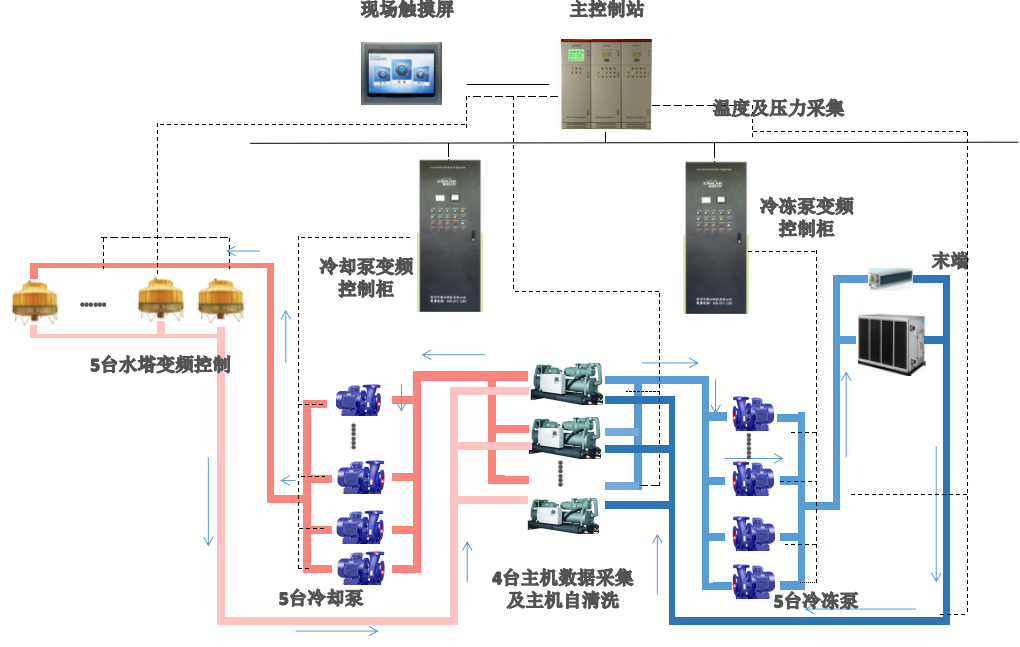 现场触摸屏
主控制站
温度及压力采集
冷冻泵变频
控制柜
冷却泵变频
控制柜
末端
5台水塔变频控制
4台主机数据采集
及主机自清洗
5台冷却泵
5台冷冻泵